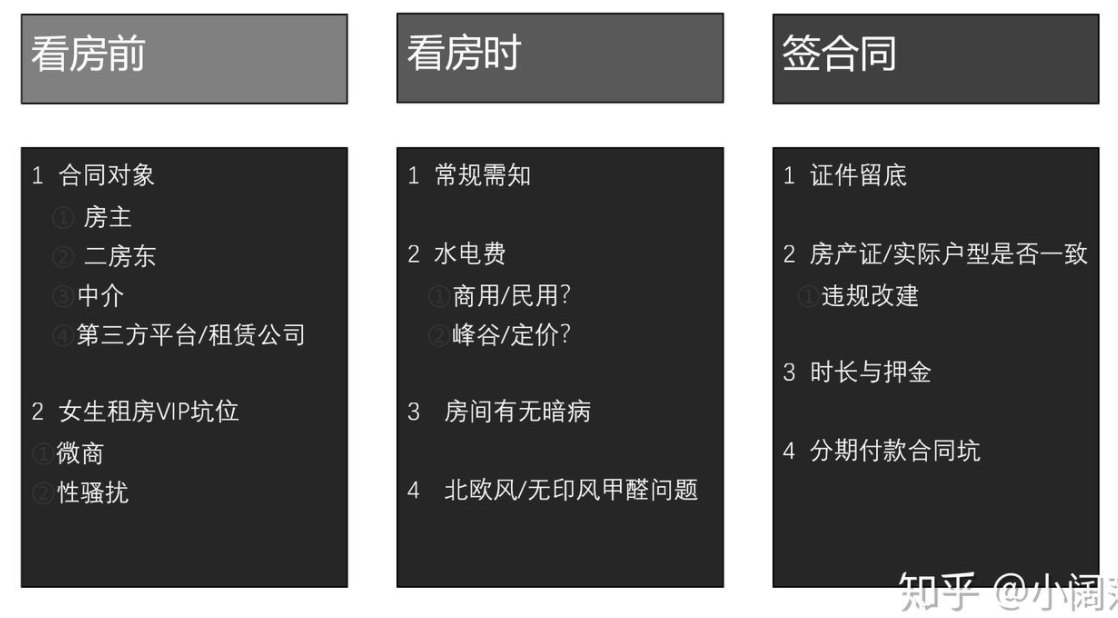 看房前
1 合同对象
① 房主
② 二房东
③中介
④第三方平台/租赁公司
2 女生租房VIP坑位
①微商
②性骚扰
看房时
1 常规需知
2 水电费
①商用/民用?
②峰谷/定价?
3 房间有无暗病
4 北欧风/无印风甲醛问题
签合同
1 证件留底
2 房产证/实际户型是否一致
①违规改建
3 时长与押金
4 分期付款合同坑
知乎 @小阔